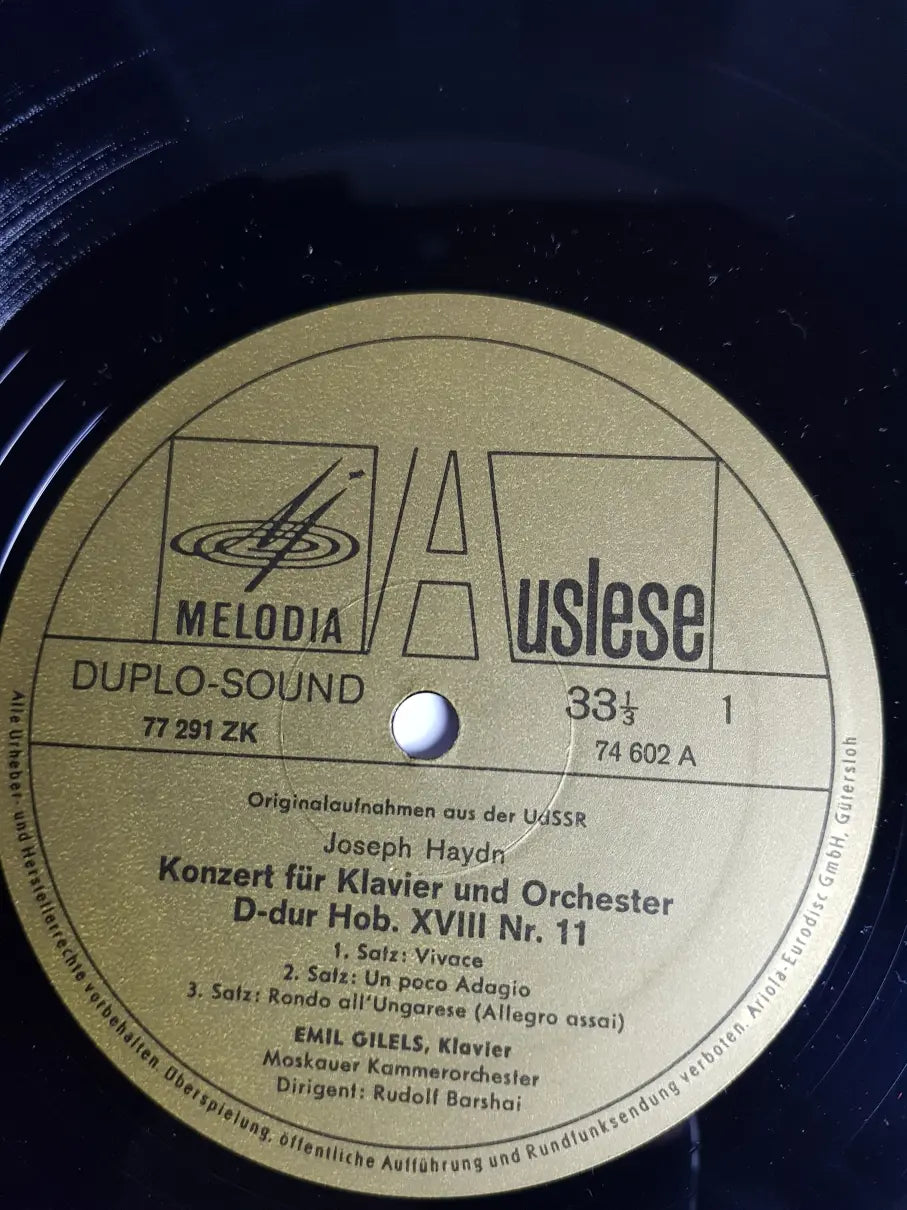 MELODIA
Auslese
DUPLO-SOUND
33⅓ 1
77 291 ZK
74 602 A
Originalaufnahmen aus der UdSSR
Joseph Haydn
Konzert für Klavier und Orchester
D-dur Hob. XVIII Nr. 11
1. Satz: Vivace
2. Satz: Un poco Adagio
3. Satz: Rondo all'Ungarese (Allegro assai)
EMIL GILELS, Klavier
Moskauer Kammerorchester
Dirigent: Rudolf Barshai
Alle Urheber- und Herstellerrechte vorbehalten. Überspielung, öffentliche Aufführung und Rundfunksendung verboten. Ariola-Eurodisc GmbH, Gütersloh